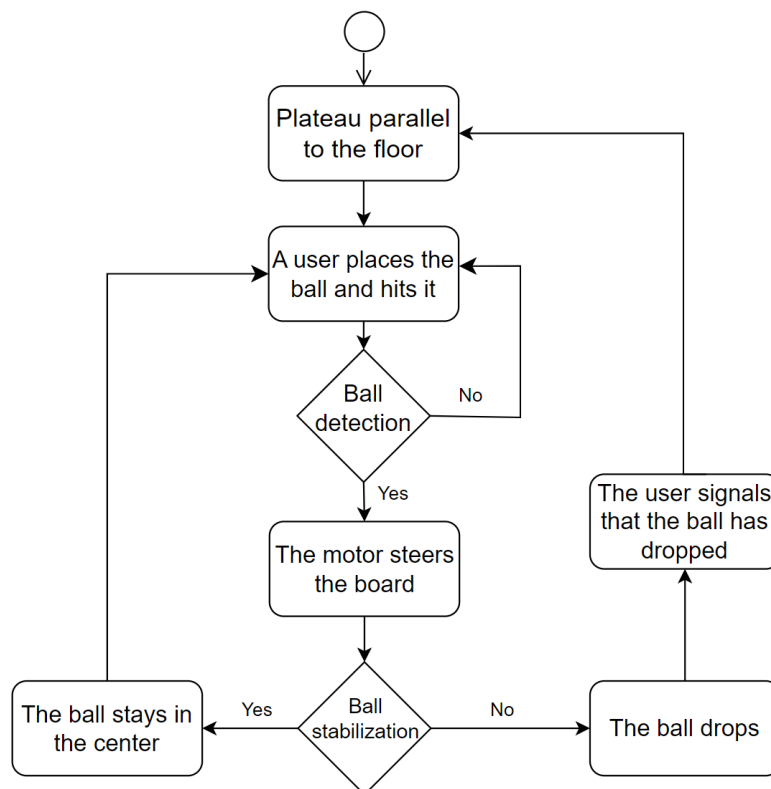 Plateau parallel
to the floor
A user places the
ball and hits it
Ball
detection
No
Yes
The motor steers
the board
The user signals
that the ball has
dropped
Ball
stabilization
Yes
No
The ball stays in
the center
The ball drops